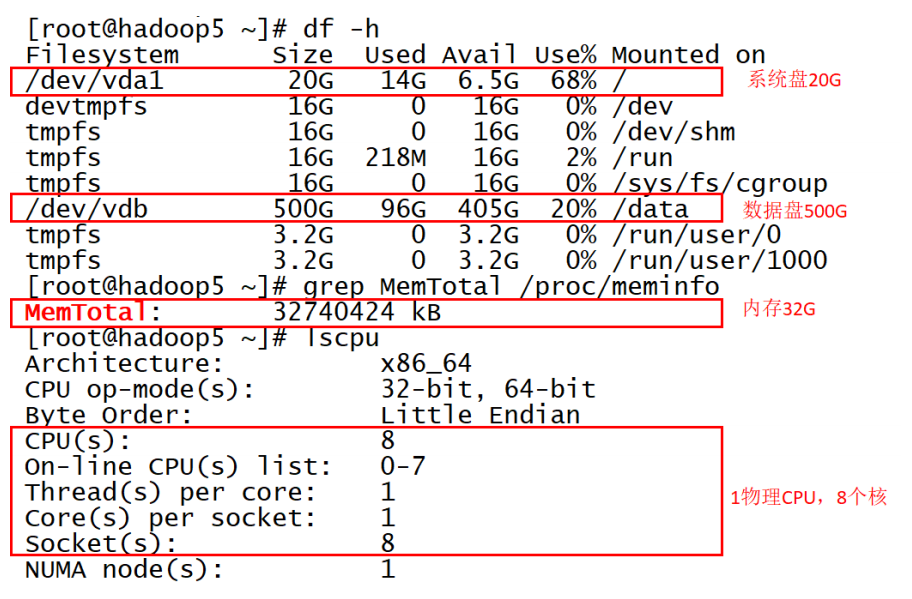 [root@hadoop5 ~]# df -h
Filesystem Size Used Avail Use% Mounted on
/dev/vda1 20G 14G 6.5G 68% / 系统盘20G
devtmpfs 16G 0 16G 0% /dev
tmpfs 16G 0 16G 0% /dev/shm
tmpfs 16G 218M 16G 2% /run
tmpfs 16G 0 16G 0% /sys/fs/cgroup
/dev/vdb 500G 96G 405G 20% /data 数据盘500G
tmpfs 3.2G 0 3.2G 0% /run/user/0
tmpfs 3.2G 0 3.2G 0% /run/user/1000
[root@hadoop5 ~]# grep MemTotal /proc/meminfo
MemTotal: 32740424 kB 内存32G
[root@hadoop5 ~]# lscpu
Architecture: x86_64
CPU op-mode(s): 32-bit, 64-bit
Byte Order: Little Endian
CPU(s): 8
On-line CPU(s) list: 0-7
Thread(s) per core: 1 1物理CPU，8个核
Core(s) per socket: 1
Socket(s): 8
NUMA node(s): 1